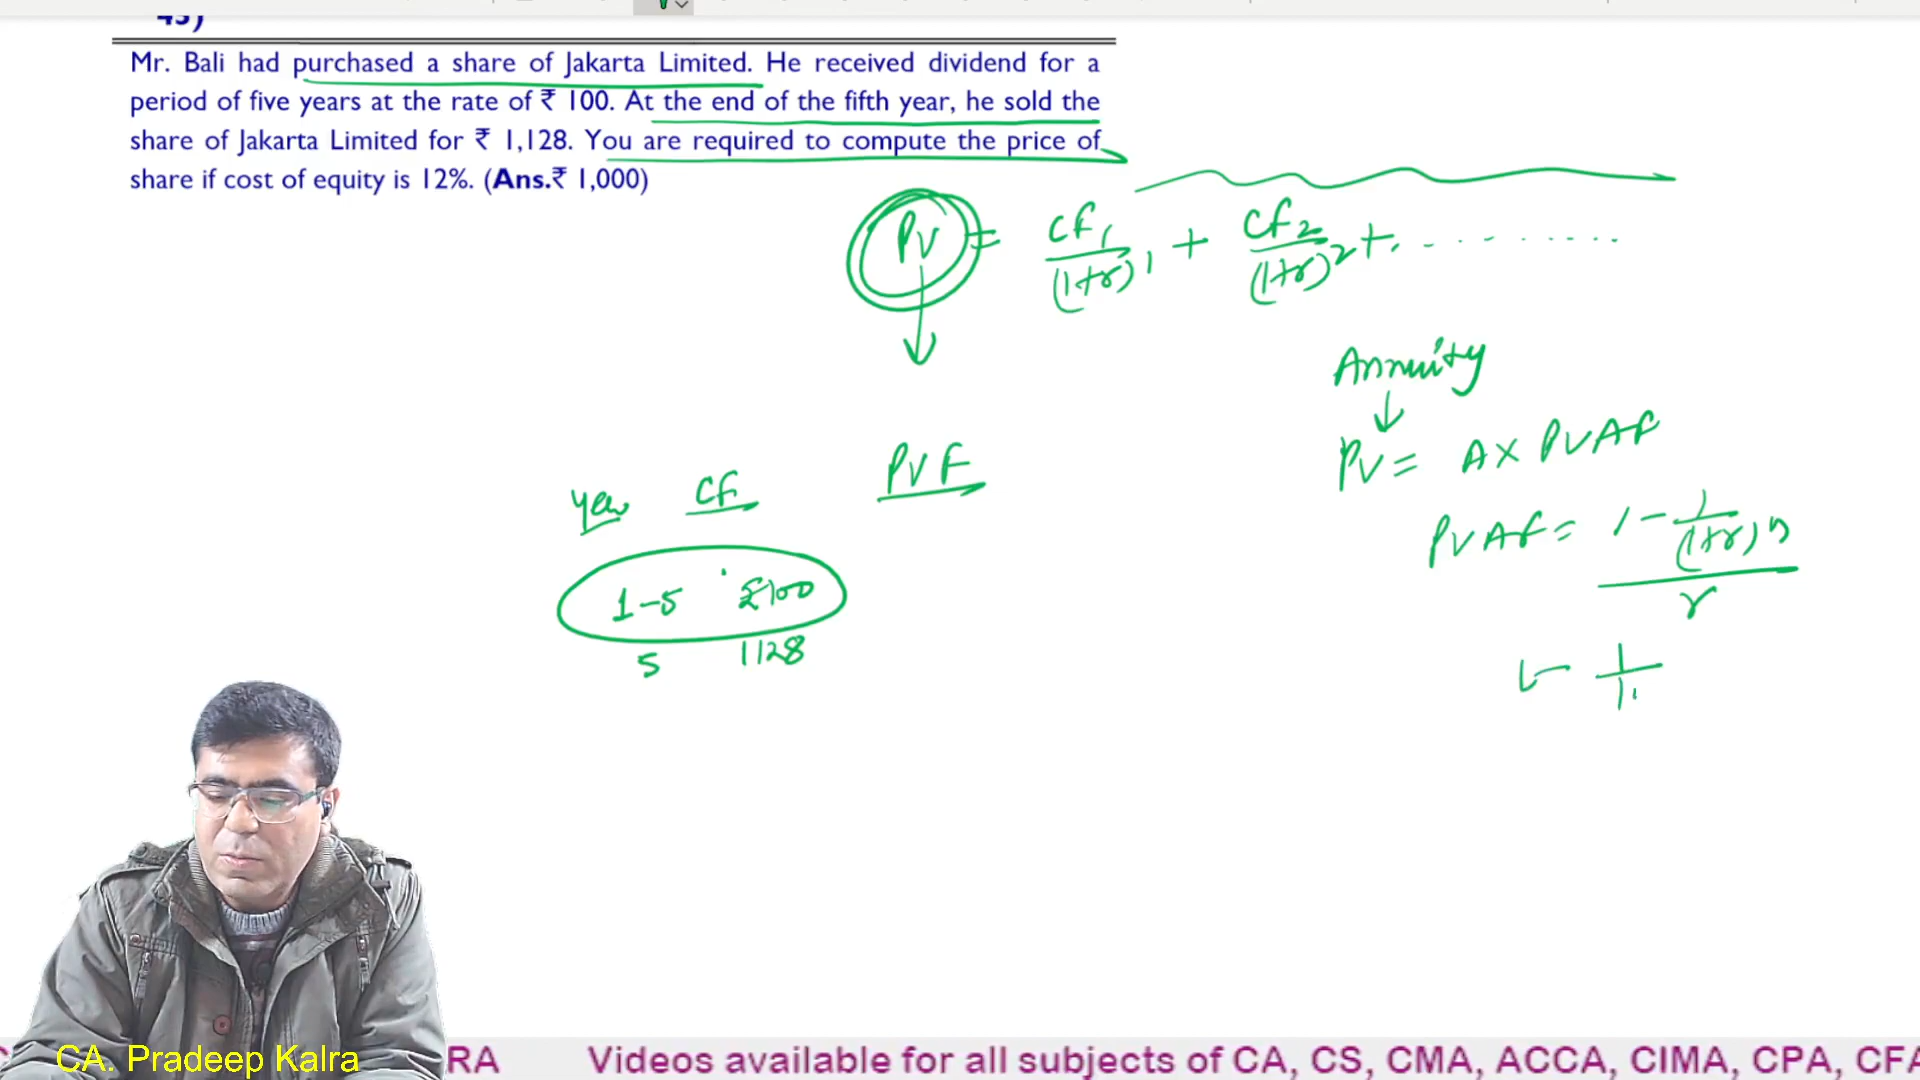 45)
Mr. Bali had purchased a share of Jakarta Limited. He received dividend for a
period of five years at the rate of ₹ 100. At the end of the fifth year, he sold the
share of Jakarta Limited for ₹ 1,128. You are required to compute the price of
share if cost of equity is 12%. (Ans.₹ 1,000)
PV = CF1/(1+r)1 + CF2/(1+r)2 + ..........
Annuity
PV = A X PVAF
year CF PVF
PVAF = 1 - 1/(1+r)n / r
1-5 ₹100
5 1128
1 - 1/1.
CA. Pradeep Kalra
RA Videos available for all subjects of CA, CS, CMA, ACCA, CIMA, CPA, CFA